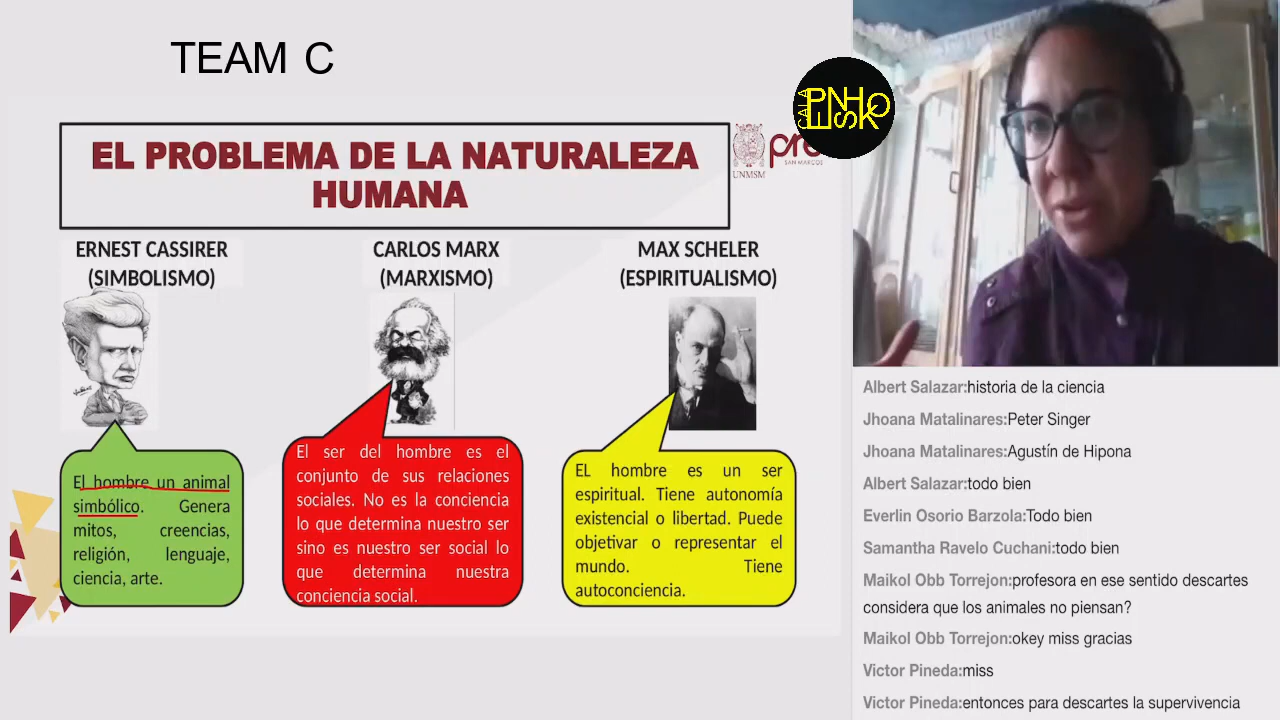 TEAM C
EL PROBLEMA DE LA NATURALEZA
HUMANA
UNMSM
SAN MARCOS
ERNEST CASSIRER
(SIMBOLISMO)
CARLOS MARX
(MARXISMO)
MAX SCHELER
(ESPIRITUALISMO)
El hombre un animal
simbólico. Genera
mitos, creencias,
religión, lenguaje,
ciencia, arte.
El ser del hombre es el
conjunto de sus relaciones
sociales. No es la conciencia
lo que determina nuestro ser
sino es nuestro ser social lo
que determina nuestra
conciencia social.
EL hombre es un ser
espiritual. Tiene autonomía
existencial o libertad. Puede
objetivar o representar el
mundo. Tiene
autoconciencia.
Albert Salazar:historia de la ciencia
Jhoana Matalinares:Peter Singer
Jhoana Matalinares:Agustín de Hipona
Albert Salazar:todo bien
Everlin Osorio Barzola:Todo bien
Samantha Ravelo Cuchani:todo bien
Maikol Obb Torrejon:profesora en ese sentido descartes
considera que los animales no piensan?
Maikol Obb Torrejon:okey miss gracias
Victor Pineda:miss
Victor Pineda:entonces para descartes la supervivencia